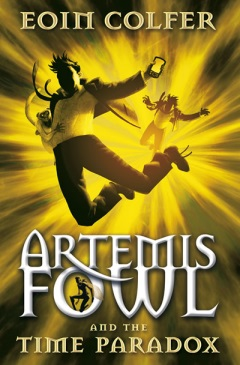 EOIN COLFER
ARTEMIS
FOWL
AND THE
TIME PARADOX